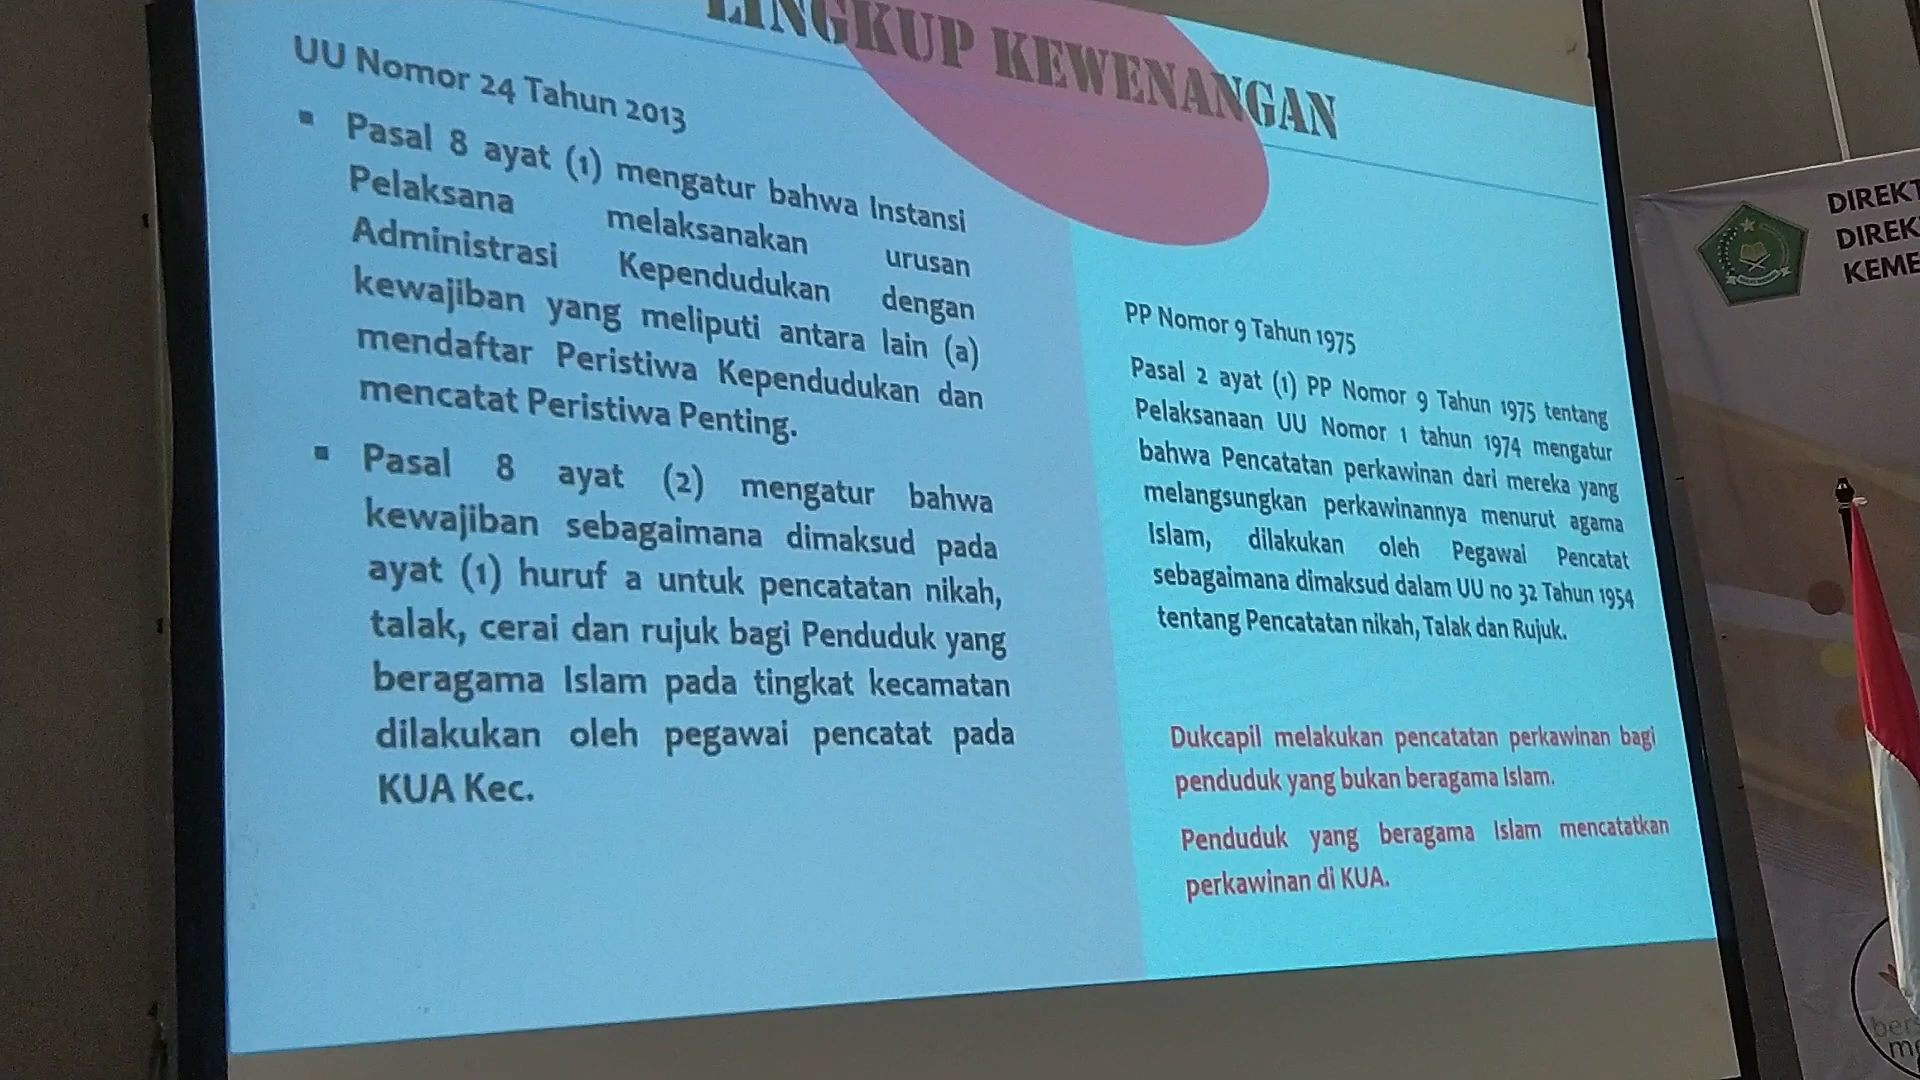 LINGKUP KEWENANGAN
UU Nomor 24 Tahun 2013
▪ Pasal 8 ayat (1) mengatur bahwa Instansi
Pelaksana melaksanakan urusan
Administrasi Kependudukan dengan
kewajiban yang meliputi antara lain (a)
mendaftar Peristiwa Kependudukan dan
mencatat Peristiwa Penting.
▪ Pasal 8 ayat (2) mengatur bahwa
kewajiban sebagaimana dimaksud pada
ayat (1) huruf a untuk pencatatan nikah,
talak, cerai dan rujuk bagi Penduduk yang
beragama Islam pada tingkat kecamatan
dilakukan oleh pegawai pencatat pada
KUA Kec.
PP Nomor 9 Tahun 1975
Pasal 2 ayat (1) PP Nomor 9 Tahun 1975 tentang
Pelaksanaan UU Nomor 1 tahun 1974 mengatur
bahwa Pencatatan perkawinan dari mereka yang
melangsungkan perkawinannya menurut agama
Islam, dilakukan oleh Pegawai Pencatat
sebagaimana dimaksud dalam UU no 32 Tahun 1954
tentang Pencatatan nikah, Talak dan Rujuk.
Dukcapil melakukan pencatatan perkawinan bagi
penduduk yang bukan beragama Islam.
Penduduk yang beragama Islam mencatatkan
perkawinan di KUA.
DIREKT
DIREK
KEME
ber
me